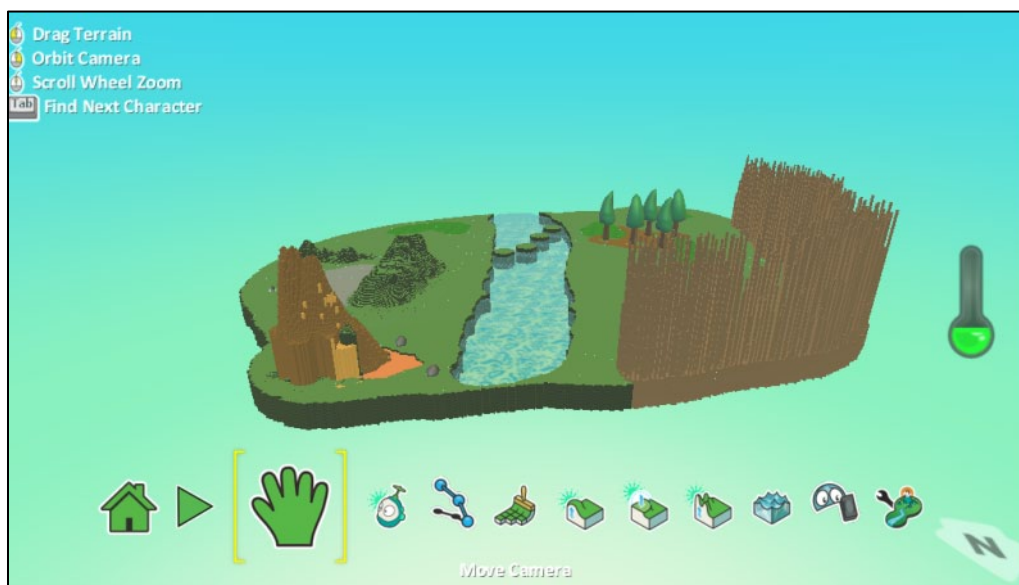 Drag Terrain
Orbit Camera
Scroll Wheel Zoom
Tab Find Next Character
N
Move Camera